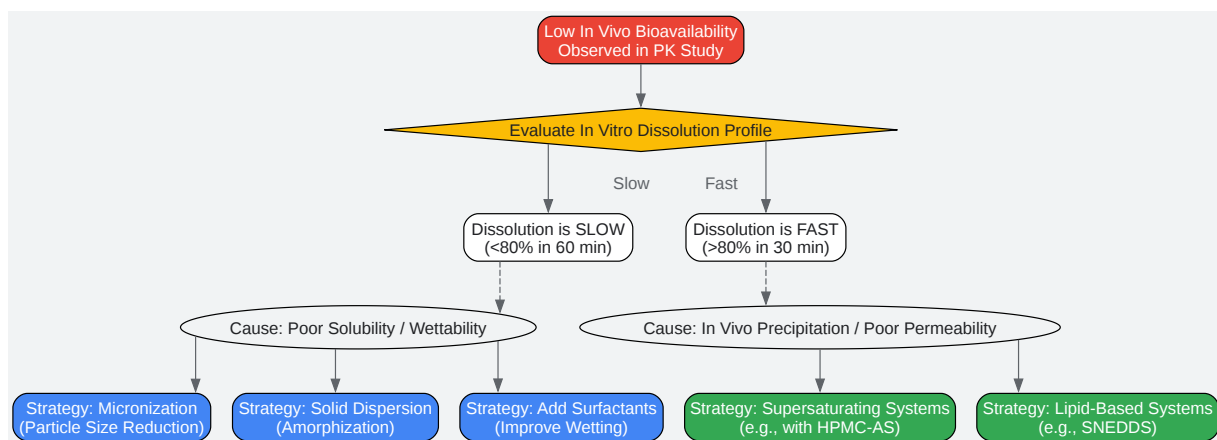 Low In Vivo Bioavailability
Observed in PK Study
Evaluate In Vitro Dissolution Profile
Slow
Fast
Dissolution is SLOW
(<80% in 60 min)
Dissolution is FAST
(>80% in 30 min)
Cause: Poor Solubility / Wettability
Cause: In Vivo Precipitation / Poor Permeability
Strategy: Micronization
(Particle Size Reduction)
Strategy: Solid Dispersion
(Amorphization)
Strategy: Add Surfactants
(Improve Wetting)
Strategy: Supersaturating Systems
(e.g., with HPMC-AS)
Strategy: Lipid-Based Systems
(e.g., SNEDDS)